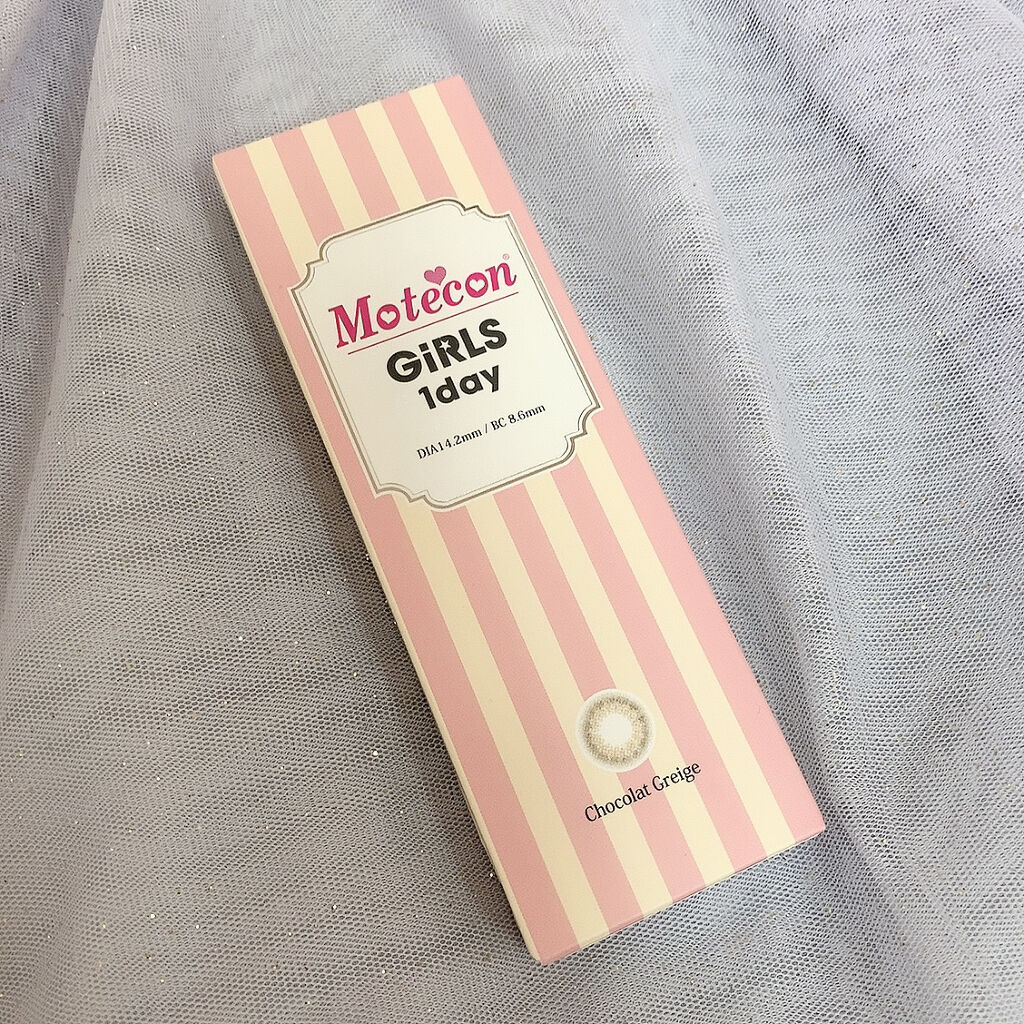 Motecon®
GiRLS
1day
DIA14.2mm / BC 8.6mm
Chocolat Greige